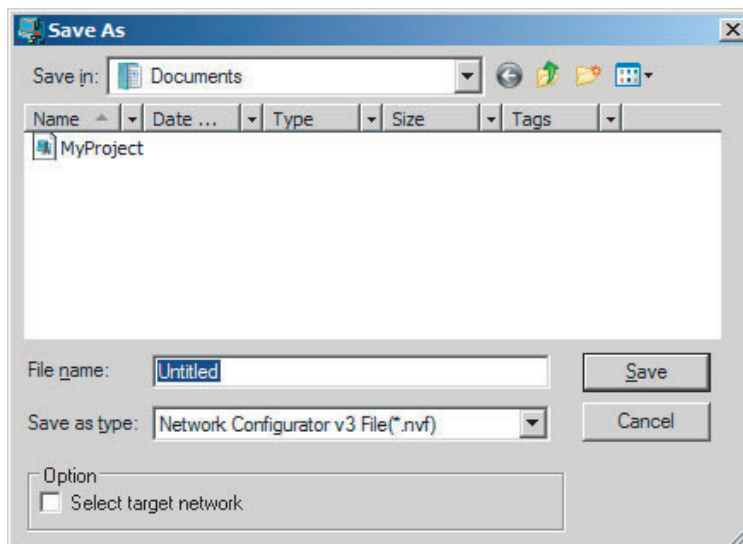 Save As
Save in: Documents
Name Date ... Type Size Tags
MyProject
File name: Untitled Save
Save as type: Network Configurator v3 File(*.nvf) Cancel
Option
Select target network